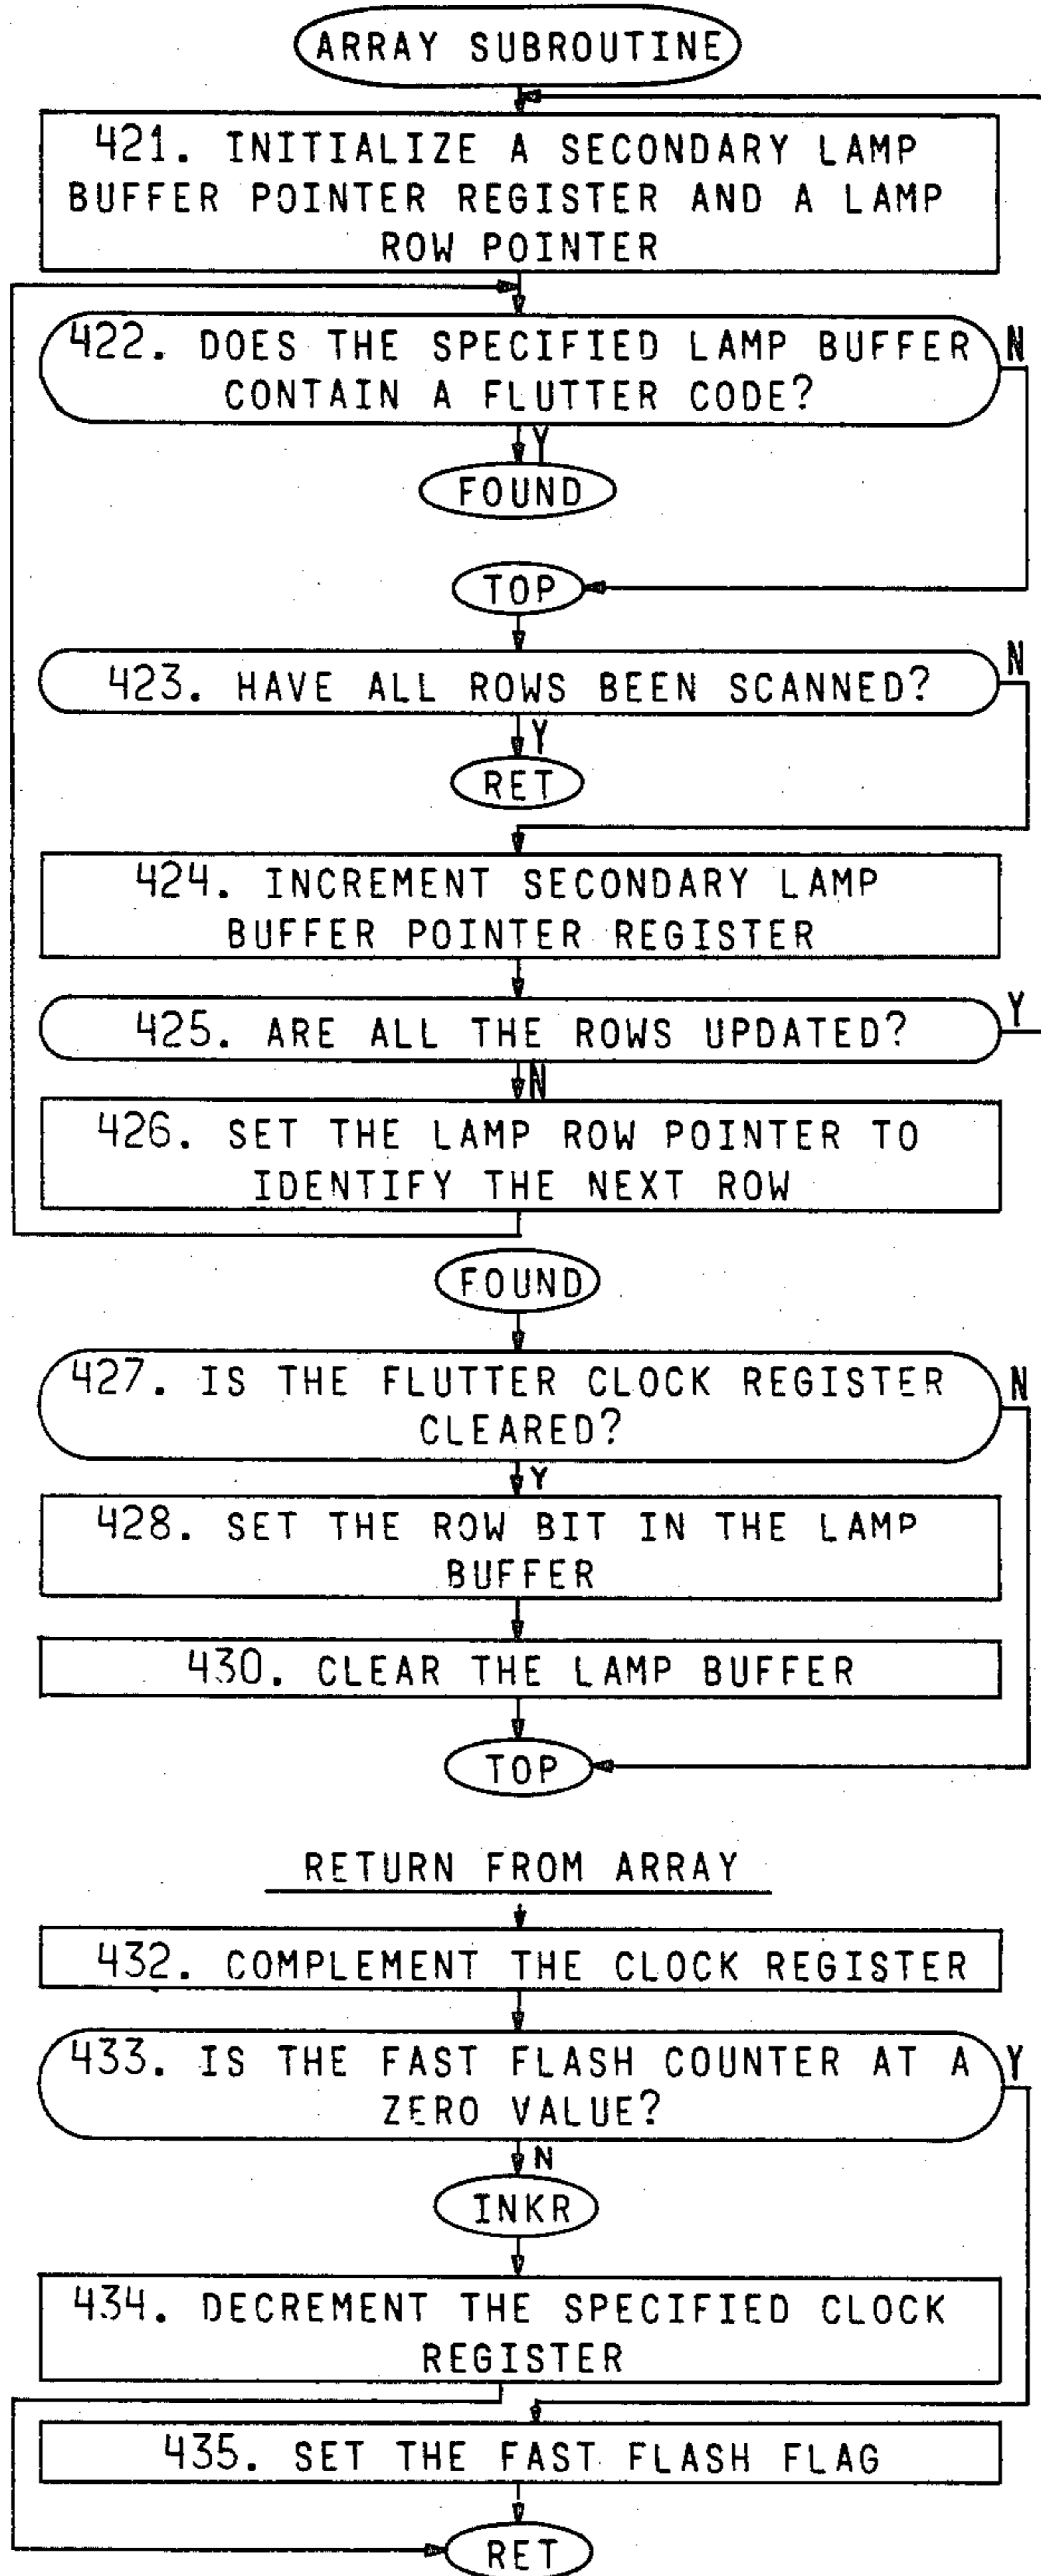 ARRAY SUBROUTINE
421. INITIALIZE A SECONDARY LAMP
BUFFER POINTER REGISTER AND A LAMP
ROW POINTER
422. DOES THE SPECIFIED LAMP BUFFER
CONTAIN A FLUTTER CODE?
N
Y
FOUND
TOP
423. HAVE ALL ROWS BEEN SCANNED?
N
Y
RET
424. INCREMENT SECONDARY LAMP
BUFFER POINTER REGISTER
425. ARE ALL THE ROWS UPDATED?
Y
N
426. SET THE LAMP ROW POINTER TO
IDENTIFY THE NEXT ROW
FOUND
427. IS THE FLUTTER CLOCK REGISTER
CLEARED?
N
Y
428. SET THE ROW BIT IN THE LAMP
BUFFER
430. CLEAR THE LAMP BUFFER
TOP
RETURN FROM ARRAY
432. COMPLEMENT THE CLOCK REGISTER
433. IS THE FAST FLASH COUNTER AT A
ZERO VALUE?
Y
N
INKR
434. DECREMENT THE SPECIFIED CLOCK
REGISTER
435. SET THE FAST FLASH FLAG
RET